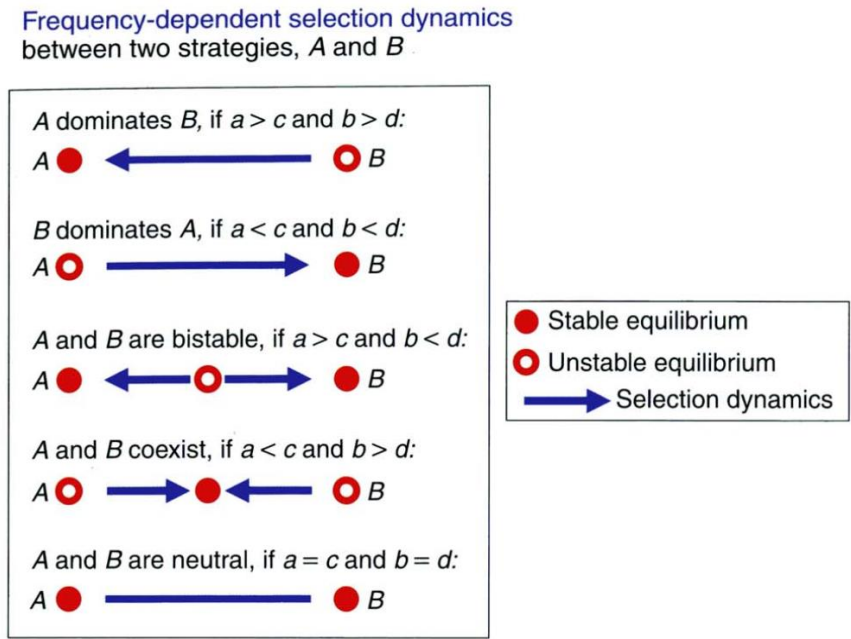 Frequency-dependent selection dynamics
between two strategies, A and B
A dominates B, if a > c and b > d:
A B
B dominates A, if a < c and b < d:
A B
A and B are bistable, if a > c and b < d:
A B
A and B coexist, if a < c and b > d:
A B
A and B are neutral, if a = c and b = d:
A B
Stable equilibrium
Unstable equilibrium
Selection dynamics